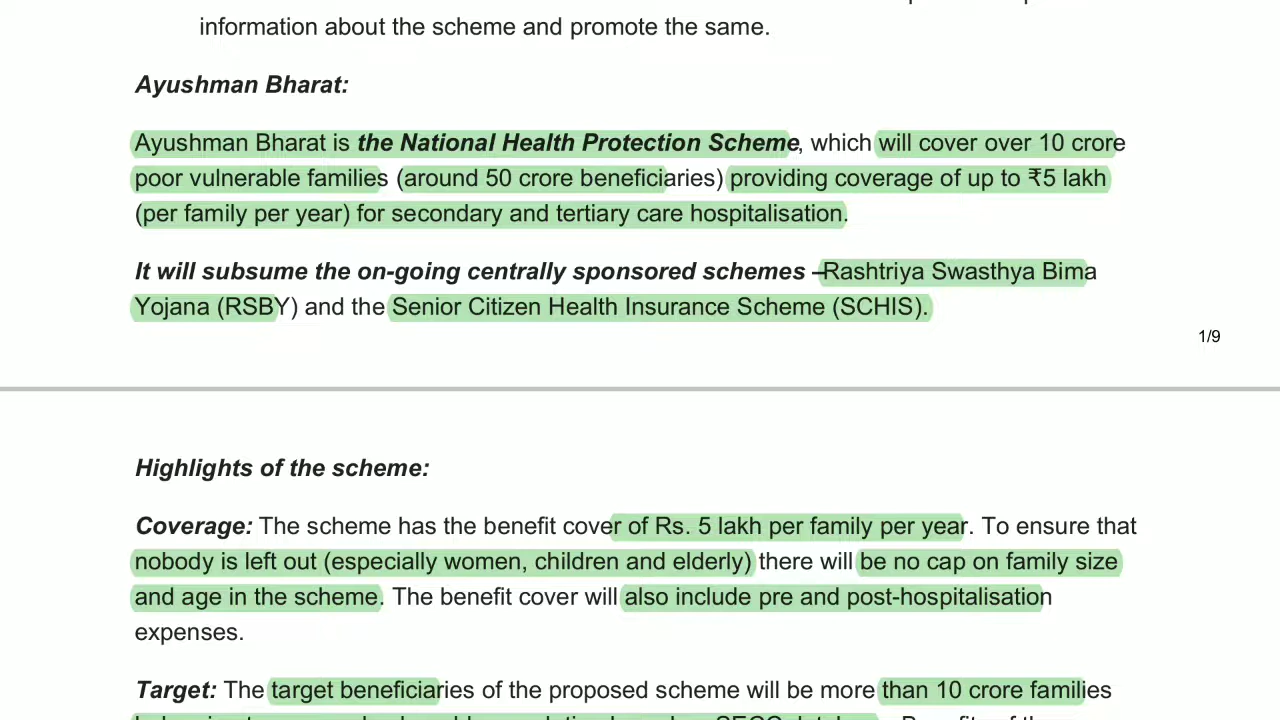 information about the scheme and promote the same.
Ayushman Bharat:
Ayushman Bharat is the National Health Protection Scheme, which will cover over 10 crore
poor vulnerable families (around 50 crore beneficiaries) providing coverage of up to ₹5 lakh
(per family per year) for secondary and tertiary care hospitalisation.
It will subsume the on-going centrally sponsored schemes –Rashtriya Swasthya Bima
Yojana (RSBY) and the Senior Citizen Health Insurance Scheme (SCHIS).
1/9
Highlights of the scheme:
Coverage: The scheme has the benefit cover of Rs. 5 lakh per family per year. To ensure that
nobody is left out (especially women, children and elderly) there will be no cap on family size
and age in the scheme. The benefit cover will also include pre and post-hospitalisation
expenses.
Target: The target beneficiaries of the proposed scheme will be more than 10 crore families